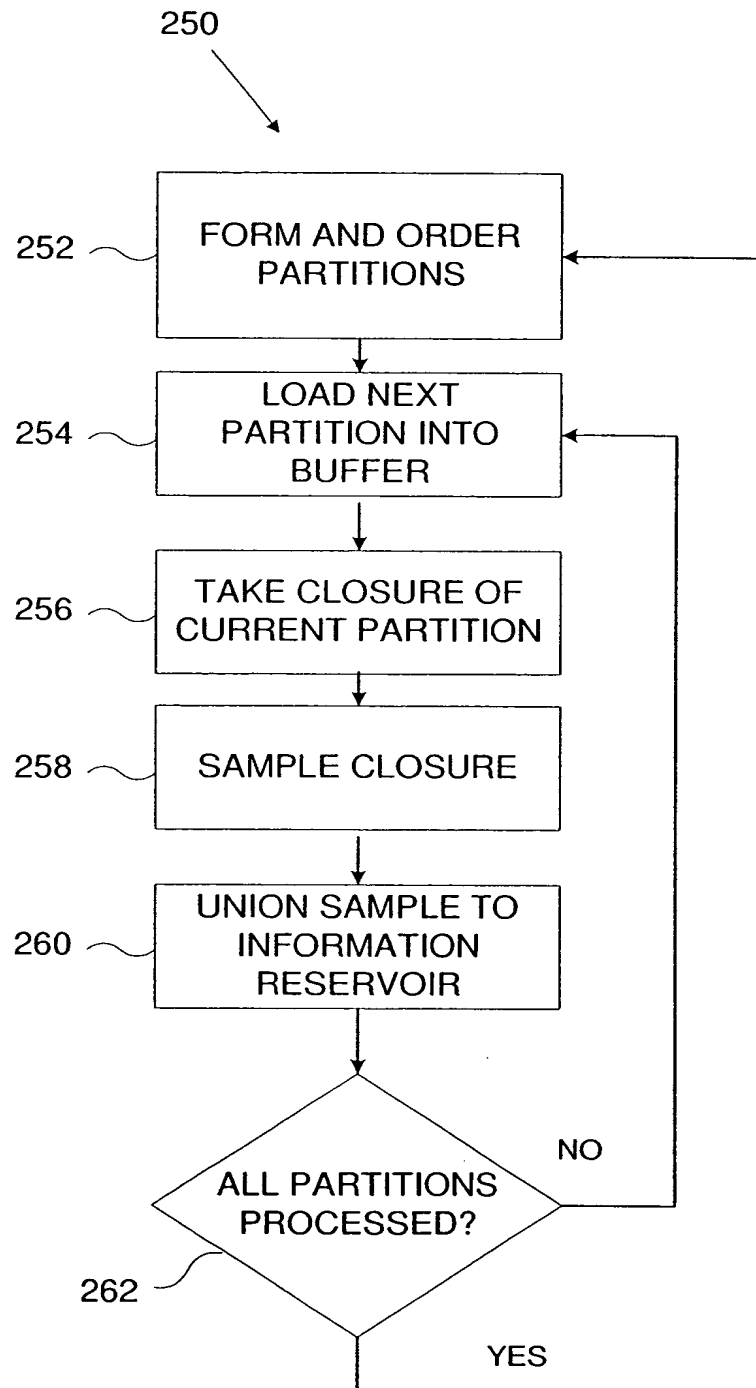 250
252
FORM AND ORDER
PARTITIONS
254
LOAD NEXT
PARTITION INTO
BUFFER
256
TAKE CLOSURE OF
CURRENT PARTITION
258
SAMPLE CLOSURE
260
UNION SAMPLE TO
INFORMATION
RESERVOIR
NO
ALL PARTITIONS
PROCESSED?
262
YES